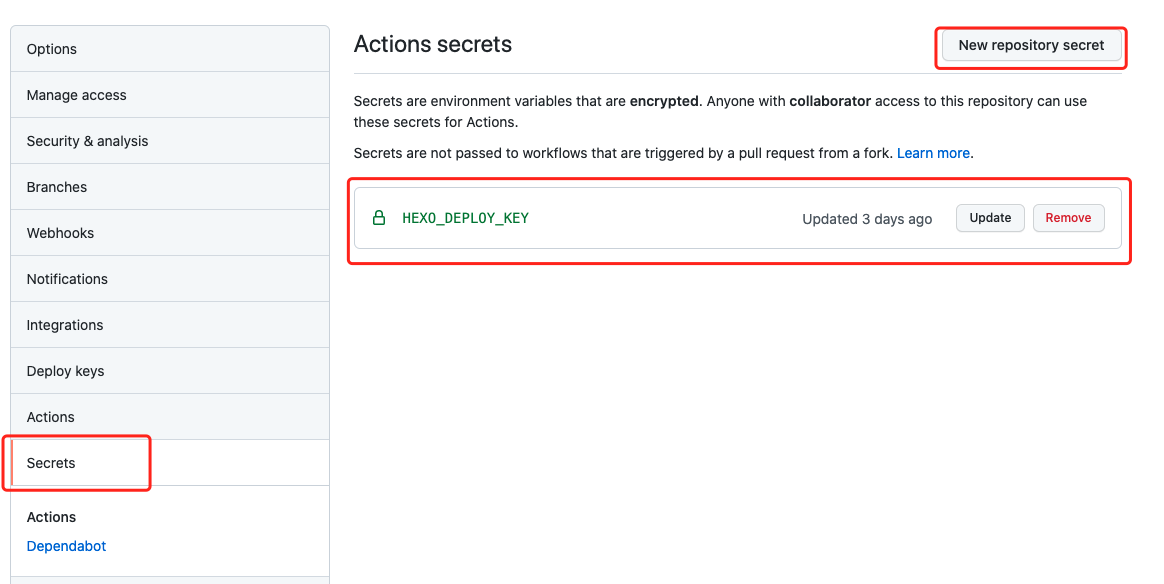 Options
Manage access
Security & analysis
Branches
Webhooks
Notifications
Integrations
Deploy keys
Actions
Secrets
Actions
Dependabot
Actions secrets
New repository secret
Secrets are environment variables that are encrypted. Anyone with collaborator access to this repository can use
these secrets for Actions.
Secrets are not passed to workflows that are triggered by a pull request from a fork. Learn more.
HEXO_DEPLOY_KEY
Updated 3 days ago
Update
Remove